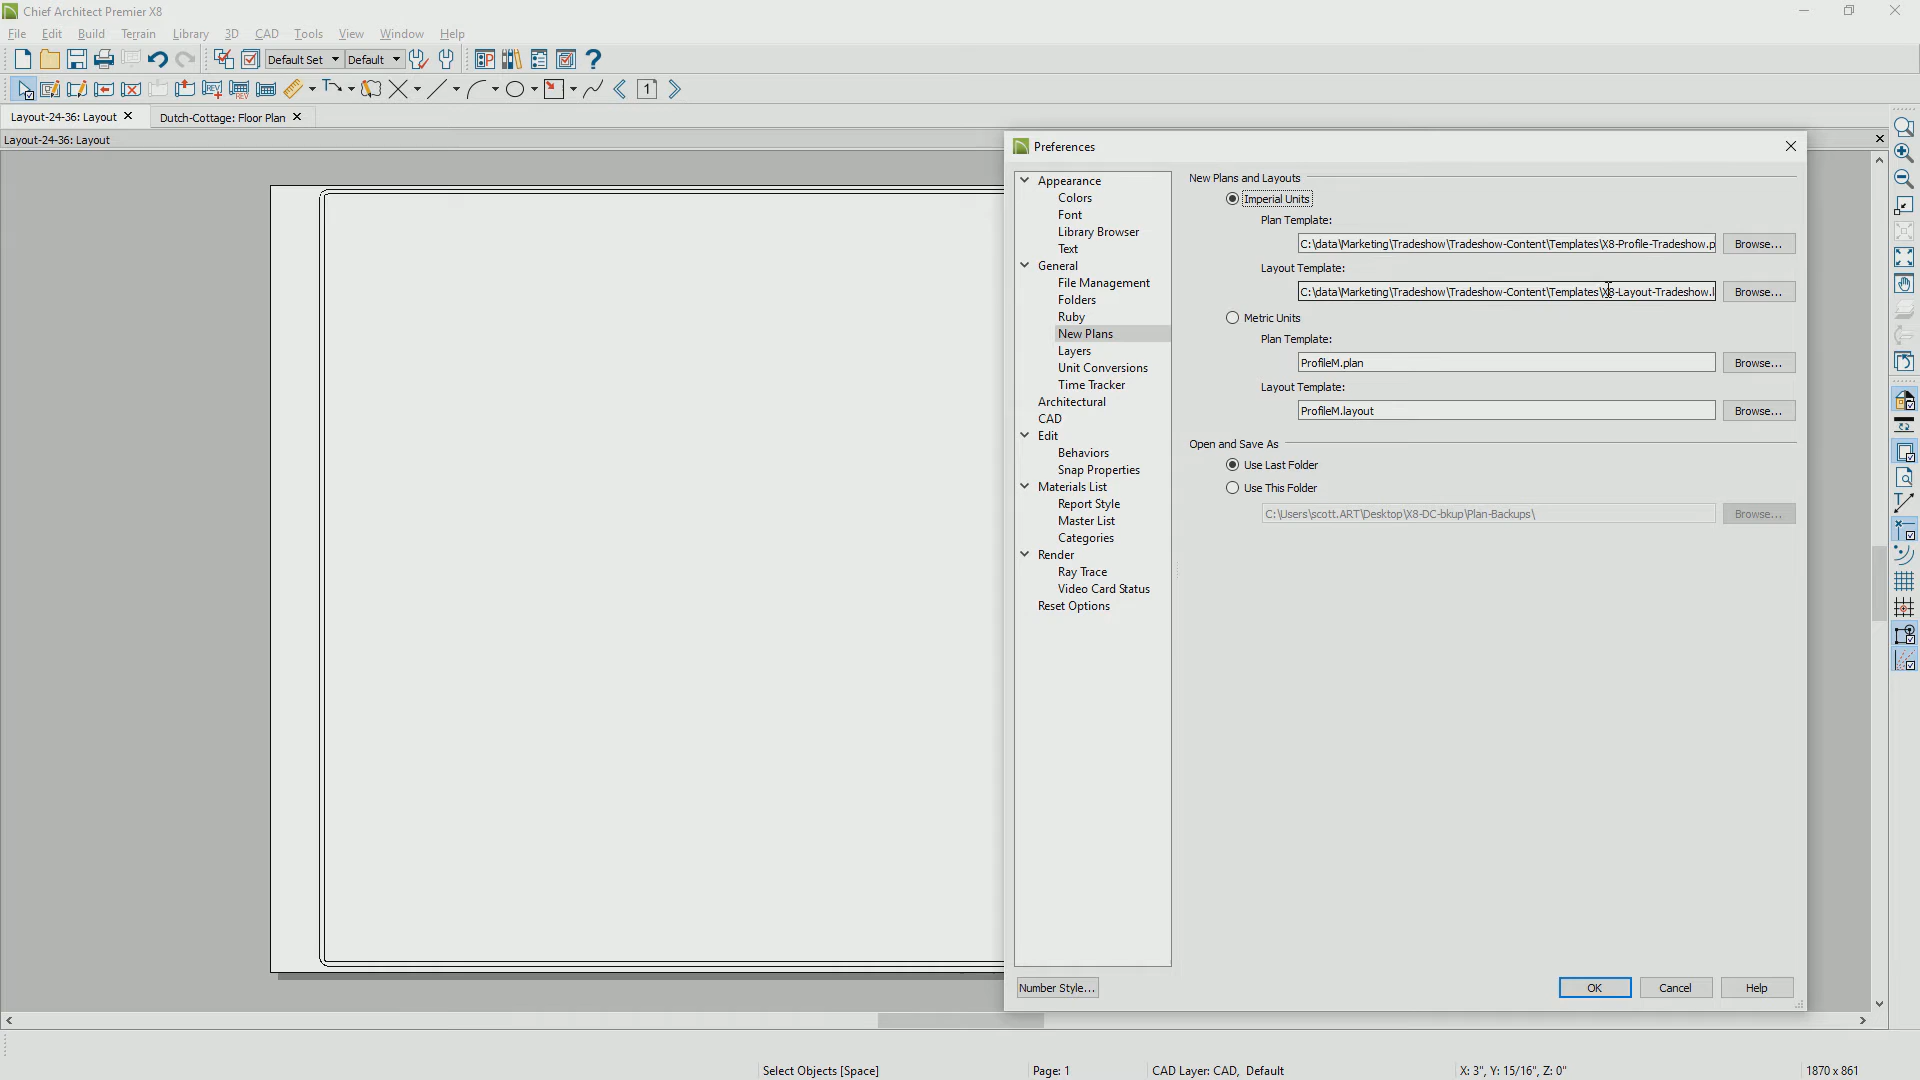 Chief Architect Premier X8
File Edit Build Terrain Library 3D CAD Tools View Window Help
Default Set Default
REV REV 1
Layout-24-36: Layout Dutch-Cottage: Floor Plan
Layout-24-36: Layout
Preferences
Appearance
Colors
Font
Library Browser
Text
General
File Management
Folders
Ruby
New Plans
Layers
Unit Conversions
Time Tracker
Architectural
CAD
Edit
Behaviors
Snap Properties
Materials List
Report Style
Master List
Categories
Render
Ray Trace
Video Card Status
Reset Options
New Plans and Layouts
Imperial Units
Plan Template:
C:\data\Marketing\Tradeshow\Tradeshow-Content\Templates\X8-Profile-Tradeshow.p Browse...
Layout Template:
C:\data\Marketing\Tradeshow\Tradeshow-Content\Templates\X8-Layout-Tradeshow.l Browse...
Metric Units
Plan Template:
ProfileM.plan Browse...
Layout Template:
ProfileM.layout Browse...
Open and Save As
Use Last Folder
Use This Folder
C:\Users\scott.ART\Desktop\X8-DC-bkup\Plan-Backups\ Browse...
Number Style... OK Cancel Help
Select Objects [Space] Page: 1 CAD Layer: CAD, Default X: 3", Y: 15/16", Z: 0" 1870 x 861